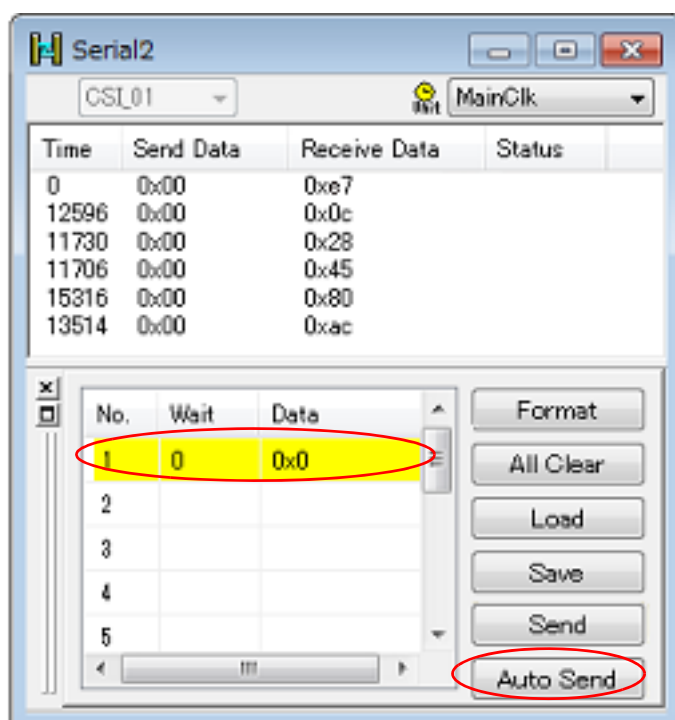 Serial2
CSI_01 MainClk
Time Send Data Receive Data Status
0 0x00 0xe7
12596 0x00 0x0c
11730 0x00 0x28
11706 0x00 0x45
15316 0x00 0x80
13514 0x00 0xac
No. Wait Data
1 0 0x0
2
3
4
5
Format
All Clear
Load
Save
Send
Auto Send